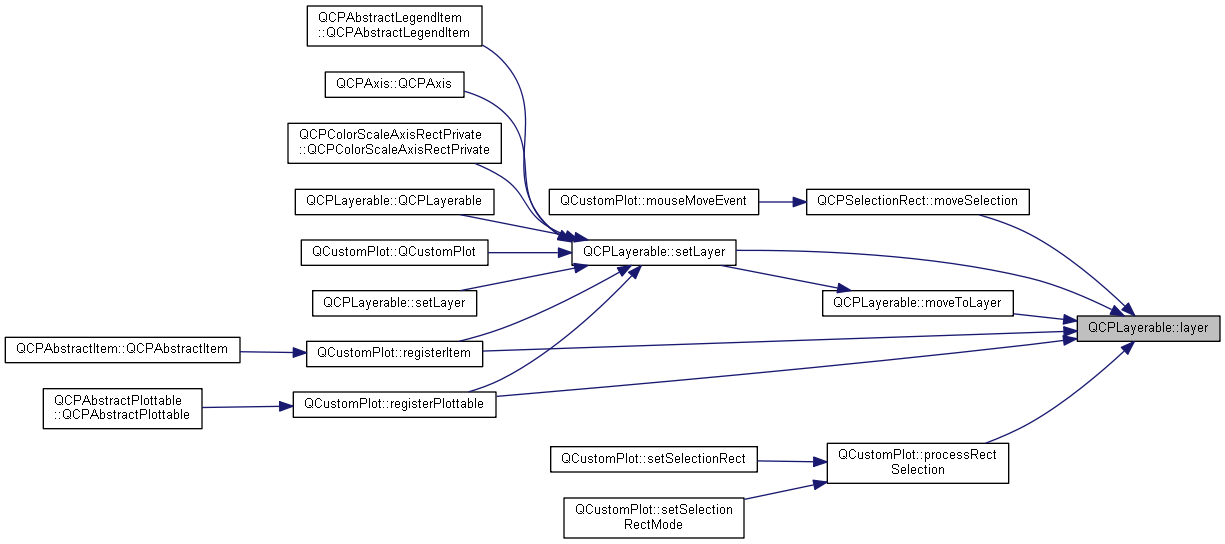 QCPAbstractLegendItem
::QCPAbstractLegendItem
QCPAxis::QCPAxis
QCPColorScaleAxisRectPrivate
::QCPColorScaleAxisRectPrivate
QCPLayerable::QCPLayerable
QCustomPlot::mouseMoveEvent
QCPSelectionRect::moveSelection
QCustomPlot::QCustomPlot
QCPLayerable::setLayer
QCPLayerable::setLayer
QCPLayerable::moveToLayer
QCPLayerable::layer
QCPAbstractItem::QCPAbstractItem
QCustomPlot::registerItem
QCPAbstractPlottable
::QCPAbstractPlottable
QCustomPlot::registerPlottable
QCustomPlot::setSelectionRect
QCustomPlot::processRect
Selection
QCustomPlot::setSelection
RectMode